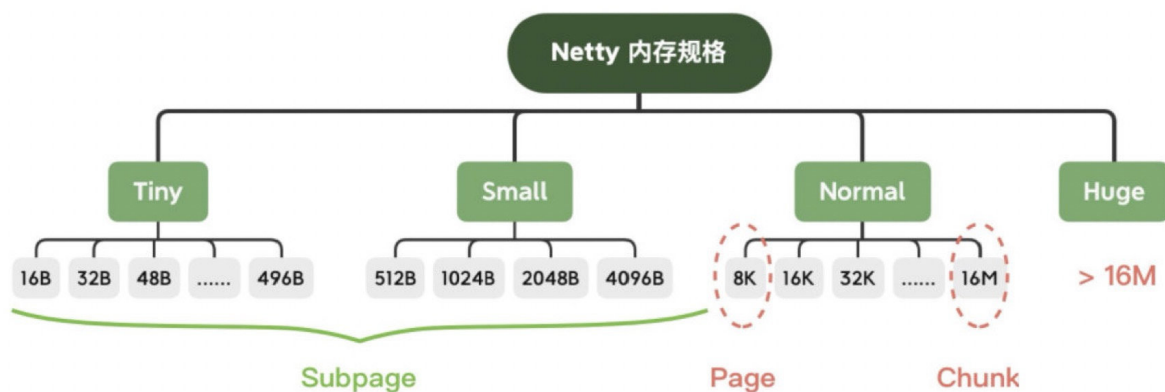 Netty 内存规格
Tiny
Small
Normal
Huge
16B
32B
48B
......
496B
512B
1024B
2048B
4096B
8K
16K
32K
......
16M
> 16M
Subpage
Page
Chunk